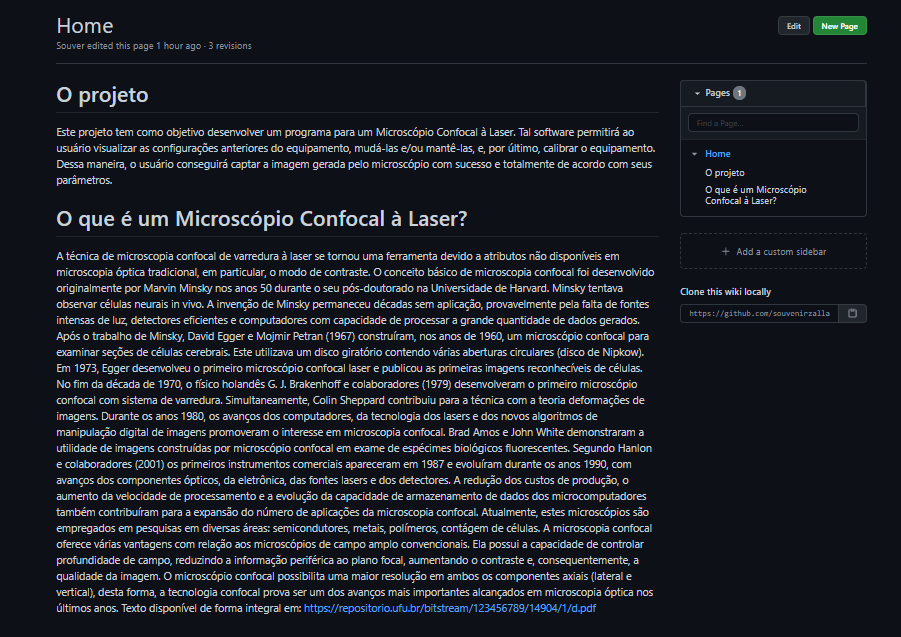 Home
Edit
New Page
Souver edited this page 1 hour ago · 3 revisions
O projeto
Este projeto tem como objetivo desenvolver um programa para um Microscópio Confocal à Laser. Tal software permitirá ao
usuário visualizar as configurações anteriores do equipamento, mudá-las e/ou mantê-las, e, por último, calibrar o equipamento.
Dessa maneira, o usuário conseguirá captar a imagem gerada pelo microscópio com sucesso e totalmente de acordo com seus
parâmetros.
O que é um Microscópio Confocal à Laser?
A técnica de microscopia confocal de varredura à laser se tornou uma ferramenta devido a atributos não disponíveis em
microscopia óptica tradicional, em particular, o modo de contraste. O conceito básico de microscopia confocal foi desenvolvido
originalmente por Marvin Minsky nos anos 50 durante o seu pós-doutorado na Universidade de Harvard. Minsky tentava
observar células neurais in vivo. A invenção de Minsky permaneceu décadas sem aplicação, provavelmente pela falta de fontes
intensas de luz, detectores eficientes e computadores com capacidade de processar a grande quantidade de dados gerados.
Após o trabalho de Minsky, David Egger e Mojmir Petran (1967) construíram, nos anos de 1960, um microscópio confocal para
examinar seções de células cerebrais. Este utilizava um disco giratório contendo várias aberturas circulares (disco de Nipkow).
Em 1973, Egger desenvolveu o primeiro microscópio confocal laser e publicou as primeiras imagens reconhecíveis de células.
No fim da década de 1970, o físico holandês G. J. Brakenhoff e colaboradores (1979) desenvolveram o primeiro microscópio
confocal com sistema de varredura. Simultaneamente, Colin Sheppard contribuiu para a técnica com a teoria deformações de
imagens. Durante os anos 1980, os avanços dos computadores, da tecnologia dos lasers e dos novos algoritmos de
manipulação digital de imagens promoveram o interesse em microscopia confocal. Brad Amos e John White demonstraram a
utilidade de imagens construídas por microscópio confocal em exame de espécimes biológicos fluorescentes. Segundo Hanlon
e colaboradores (2001) os primeiros instrumentos comerciais apareceram em 1987 e evoluíram durante os anos 1990, com
avanços dos componentes ópticos, da eletrônica, das fontes lasers e dos detectores. A redução dos custos de produção, o
aumento da velocidade de processamento e a evolução da capacidade de armazenamento de dados dos microcomputadores
também contribuíram para a expansão do número de aplicações da microscopia confocal. Atualmente, estes microscópios são
empregados em pesquisas em diversas áreas: semicondutores, metais, polímeros, contágem de células. A microscopia confocal
oferece várias vantagens com relação aos microscópios de campo amplo convencionais. Ela possui a capacidade de controlar
profundidade de campo, reduzindo a informação periférica ao plano focal, aumentando o contraste e, consequentemente, a
qualidade da imagem. O microscópio confocal possibilita uma maior resolução em ambos os componentes axiais (lateral e
vertical), desta forma, a tecnologia confocal prova ser um dos avanços mais importantes alcançados em microscopia óptica nos
últimos anos. Texto disponível de forma integral em: https://repositorio.ufu.br/bitstream/123456789/14904/1/d.pdf
Pages 1
Find a Page...
Home
O projeto
O que é um Microscópio
Confocal à Laser?
+ Add a custom sidebar
Clone this wiki locally
https://github.com/souvenirzalla